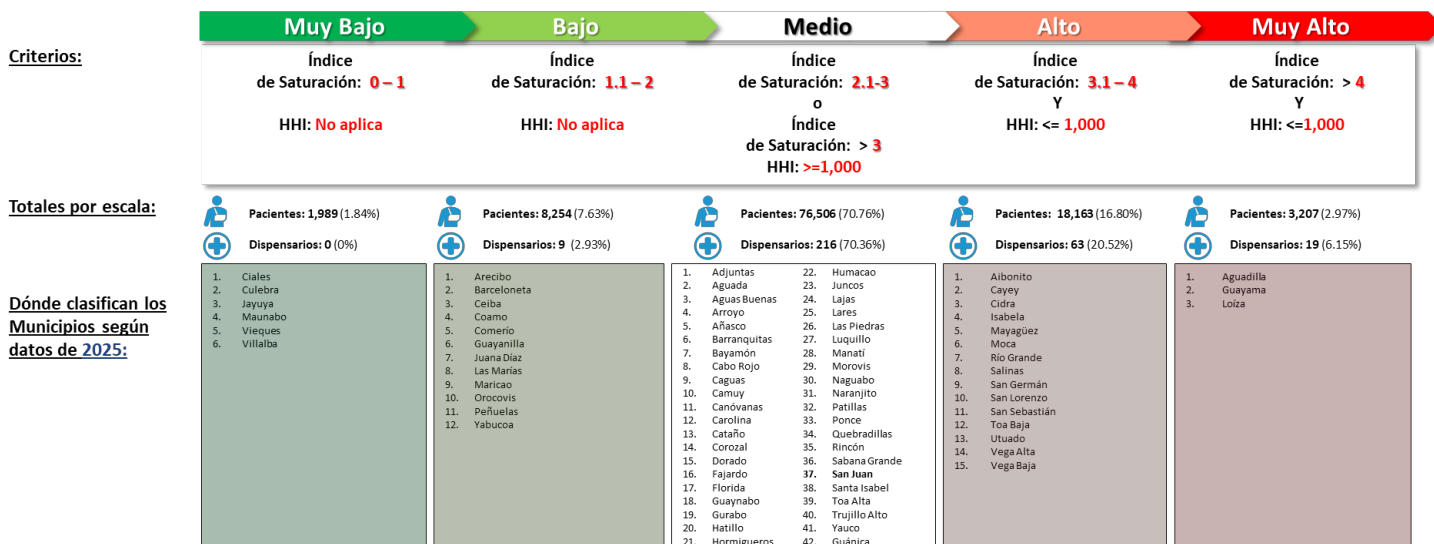 Muy Bajo
Bajo
Medio
Alto
Muy Alto
Criterios:
Índice
de Saturación: 0 – 1
HHI: No aplica
Índice
de Saturación: 1.1 – 2
HHI: No aplica
Índice
de Saturación: 2.1-3
o
Índice
de Saturación: > 3
HHI: >=1,000
Índice
de Saturación: 3.1 – 4
Y
HHI: <= 1,000
Índice
de Saturación: > 4
Y
HHI: <=1,000
Totales por escala:
Pacientes: 1,989 (1.84%)
Dispensarios: 0 (0%)
Pacientes: 8,254 (7.63%)
Dispensarios: 9 (2.93%)
Pacientes: 76,506 (70.76%)
Dispensarios: 216 (70.36%)
Pacientes: 18,163 (16.80%)
Dispensarios: 63 (20.52%)
Pacientes: 3,207 (2.97%)
Dispensarios: 19 (6.15%)
Dónde clasifican los
Municipios según
datos de 2025:
1. Ciales
2. Culebra
3. Jayuya
4. Maunabo
5. Vieques
6. Villalba
1. Arecibo
2. Barceloneta
3. Ceiba
4. Coamo
5. Comerío
6. Guayanilla
7. Juana Díaz
8. Las Marías
9. Maricao
10. Orocovis
11. Peñuelas
12. Yabucoa
1. Adjuntas
2. Aguada
3. Aguas Buenas
4. Arroyo
5. Añasco
6. Barranquitas
7. Bayamón
8. Cabo Rojo
9. Caguas
10. Camuy
11. Canóvanas
12. Carolina
13. Cataño
14. Corozal
15. Dorado
16. Fajardo
17. Florida
18. Guaynabo
19. Gurabo
20. Hatillo
21. Hormigueros
22. Humacao
23. Juncos
24. Lajas
25. Lares
26. Las Piedras
27. Luquillo
28. Manatí
29. Morovis
30. Naguabo
31. Naranjito
32. Patillas
33. Ponce
34. Quebradillas
35. Rincón
36. Sabana Grande
37. San Juan
38. Santa Isabel
39. Toa Alta
40. Trujillo Alto
41. Yauco
42. Guánica
1. Aibonito
2. Cayey
3. Cidra
4. Isabela
5. Mayagüez
6. Moca
7. Río Grande
8. Salinas
9. San Germán
10. San Lorenzo
11. San Sebastián
12. Toa Baja
13. Utuado
14. Vega Alta
15. Vega Baja
1. Aguadilla
2. Guayama
3. Loíza